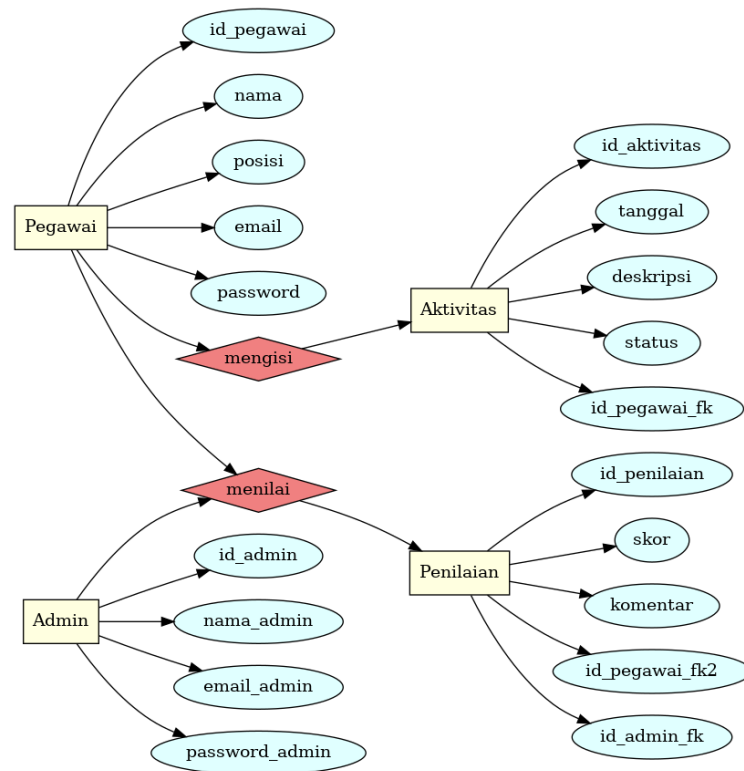 id_pegawai
nama
posisi
Pegawai
email
password
mengisi
id_aktivitas
tanggal
deskripsi
Aktivitas
status
id_pegawai_fk
menilai
id_admin
Admin
nama_admin
email_admin
password_admin
id_penilaian
skor
Penilaian
komentar
id_pegawai_fk2
id_admin_fk